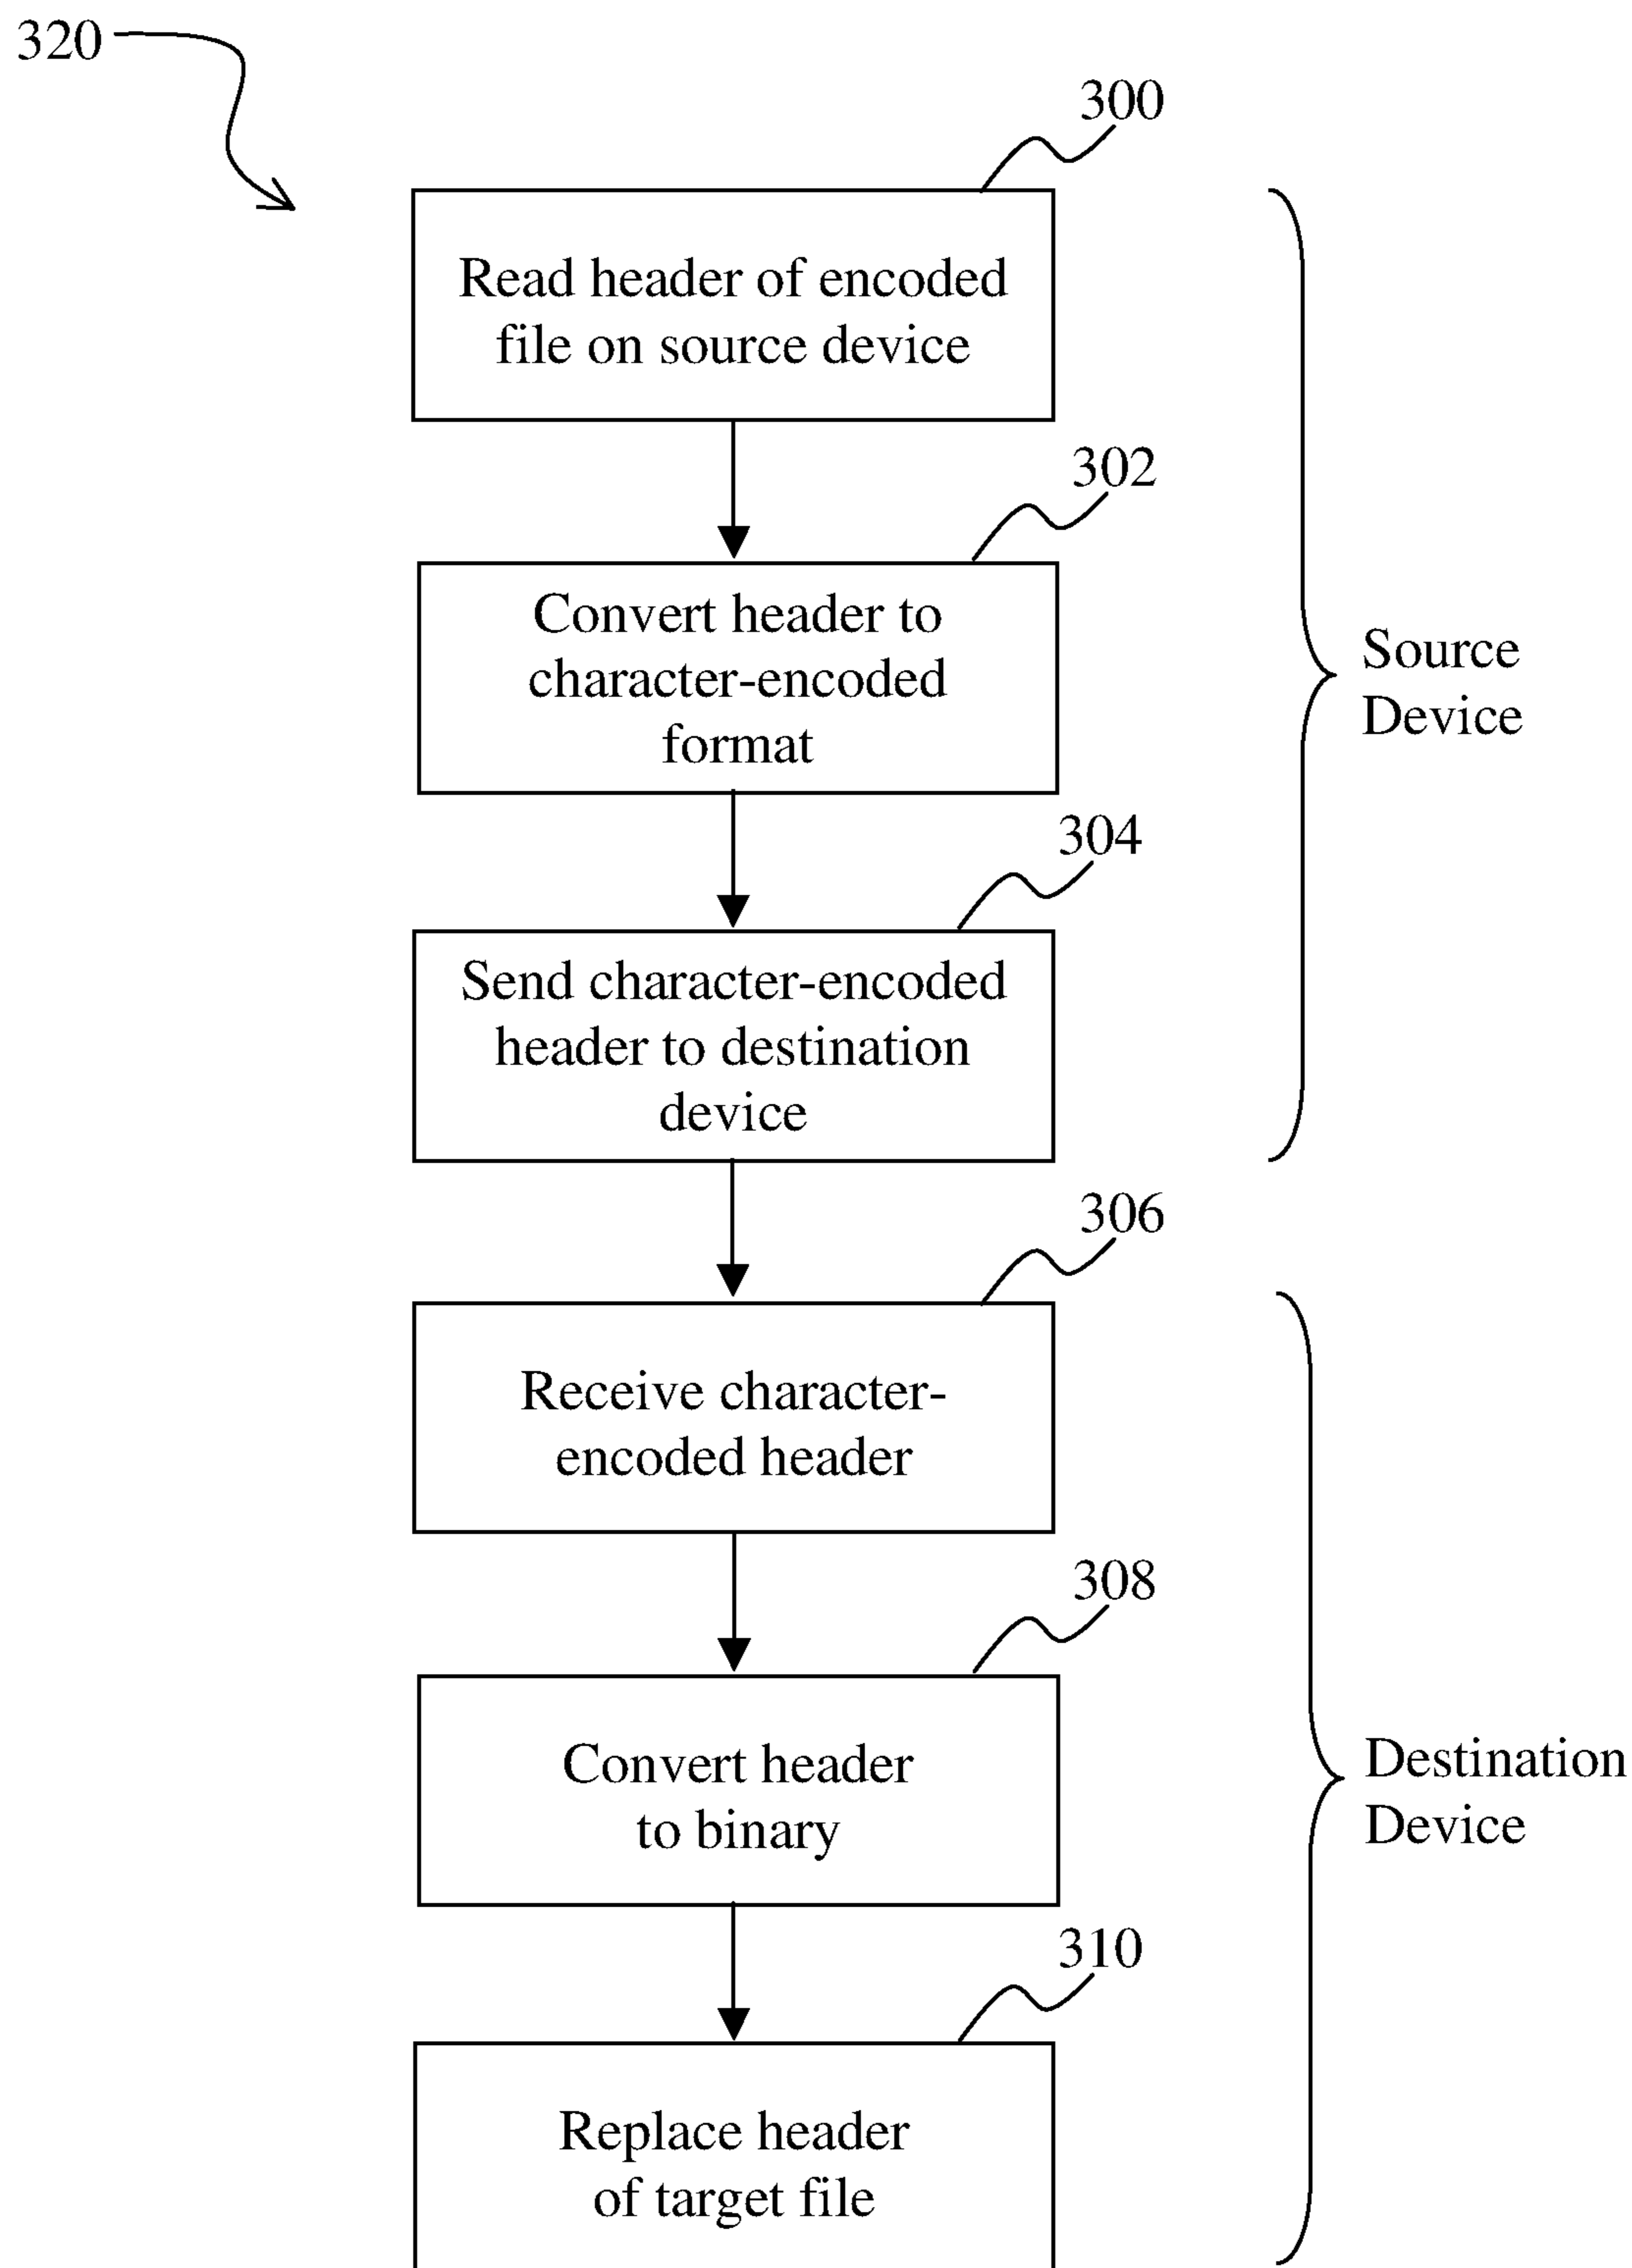 320
300
Read header of encoded
file on source device
302
Convert header to
character-encoded
format
Source
Device
304
Send character-encoded
header to destination
device
306
Receive character-
encoded header
308
Convert header
to binary
Destination
Device
310
Replace header
of target file